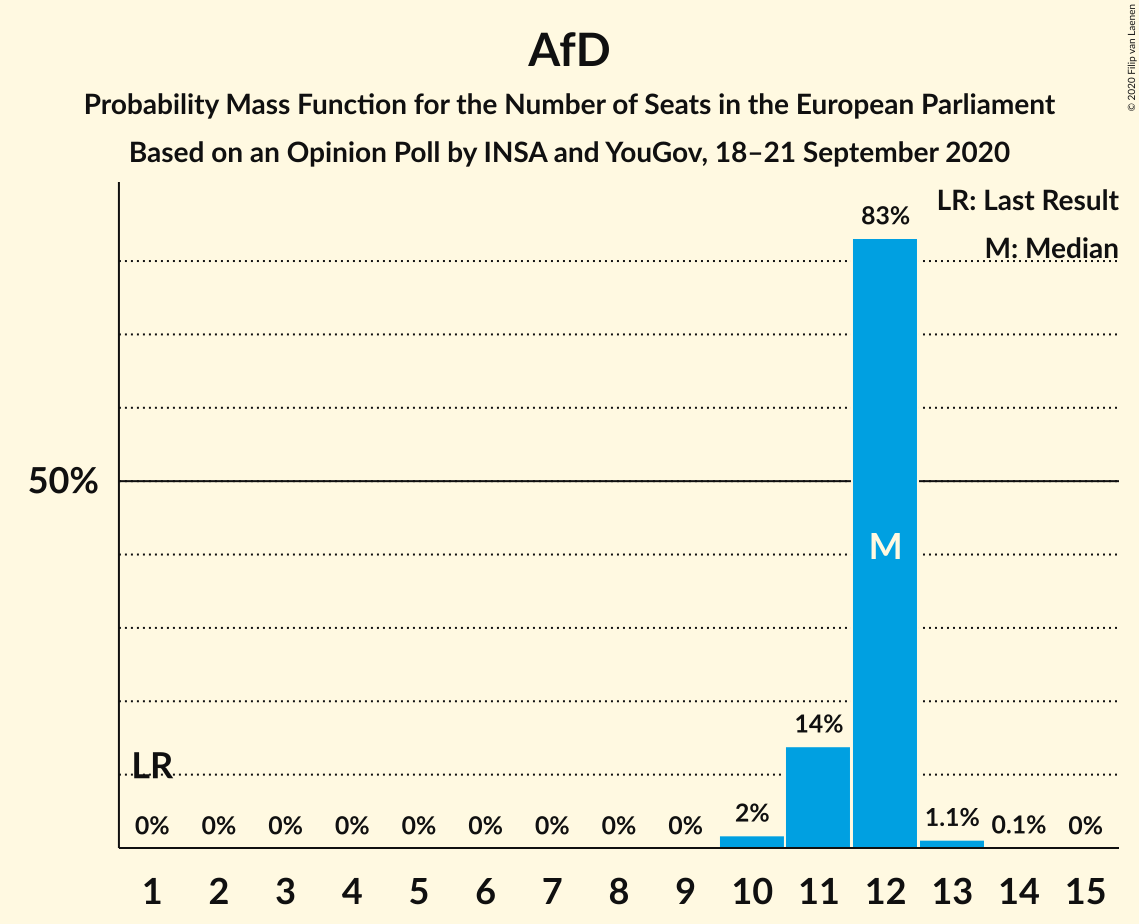 AfD
Probability Mass Function for the Number of Seats in the European Parliament
Based on an Opinion Poll by INSA and YouGov, 18–21 September 2020
© 2020 Filip van Laenen
LR: Last Result
M: Median
83%
50%
M
14%
LR
0% 0% 0% 0% 0% 0% 0% 0% 0% 2% 1.1% 0.1% 0%
1 2 3 4 5 6 7 8 9 10 11 12 13 14 15